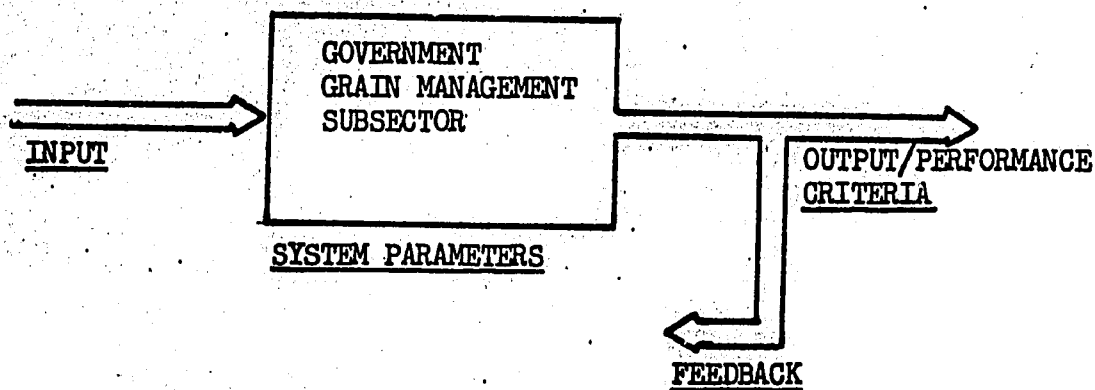 GOVERNMENT
GRAIN MANAGEMENT
SUBSECTOR
INPUT
OUTPUT/PERFORMANCE
CRITERIA
SYSTEM PARAMETERS
FEEDBACK